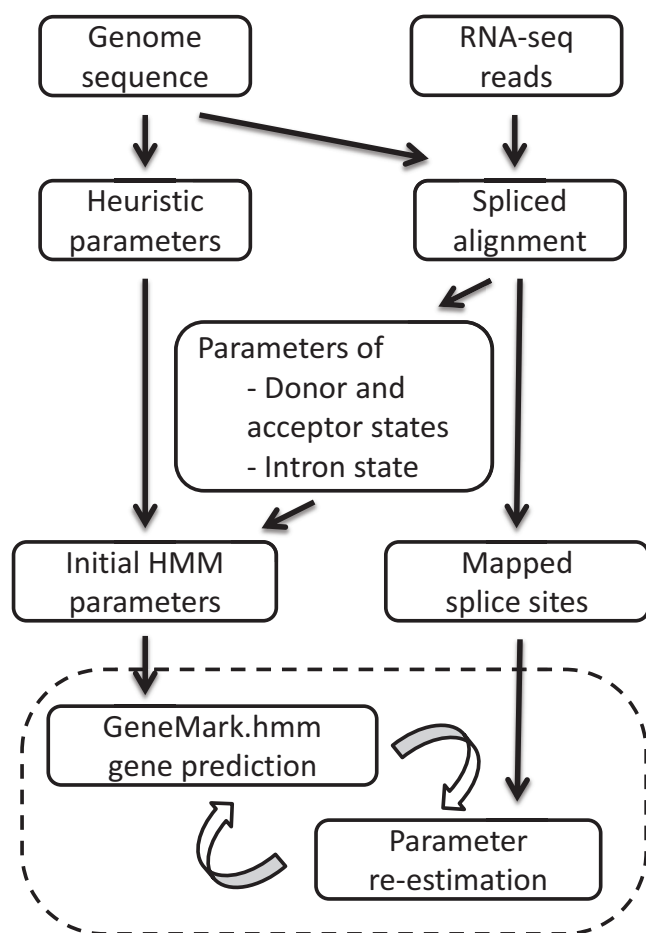 Genome
sequence
RNA-seq
reads
Heuristic
parameters
Spliced
alignment
Parameters of
- Donor and
acceptor states
- Intron state
Initial HMM
parameters
Mapped
splice sites
GeneMark.hmm
gene prediction
Parameter
re-estimation